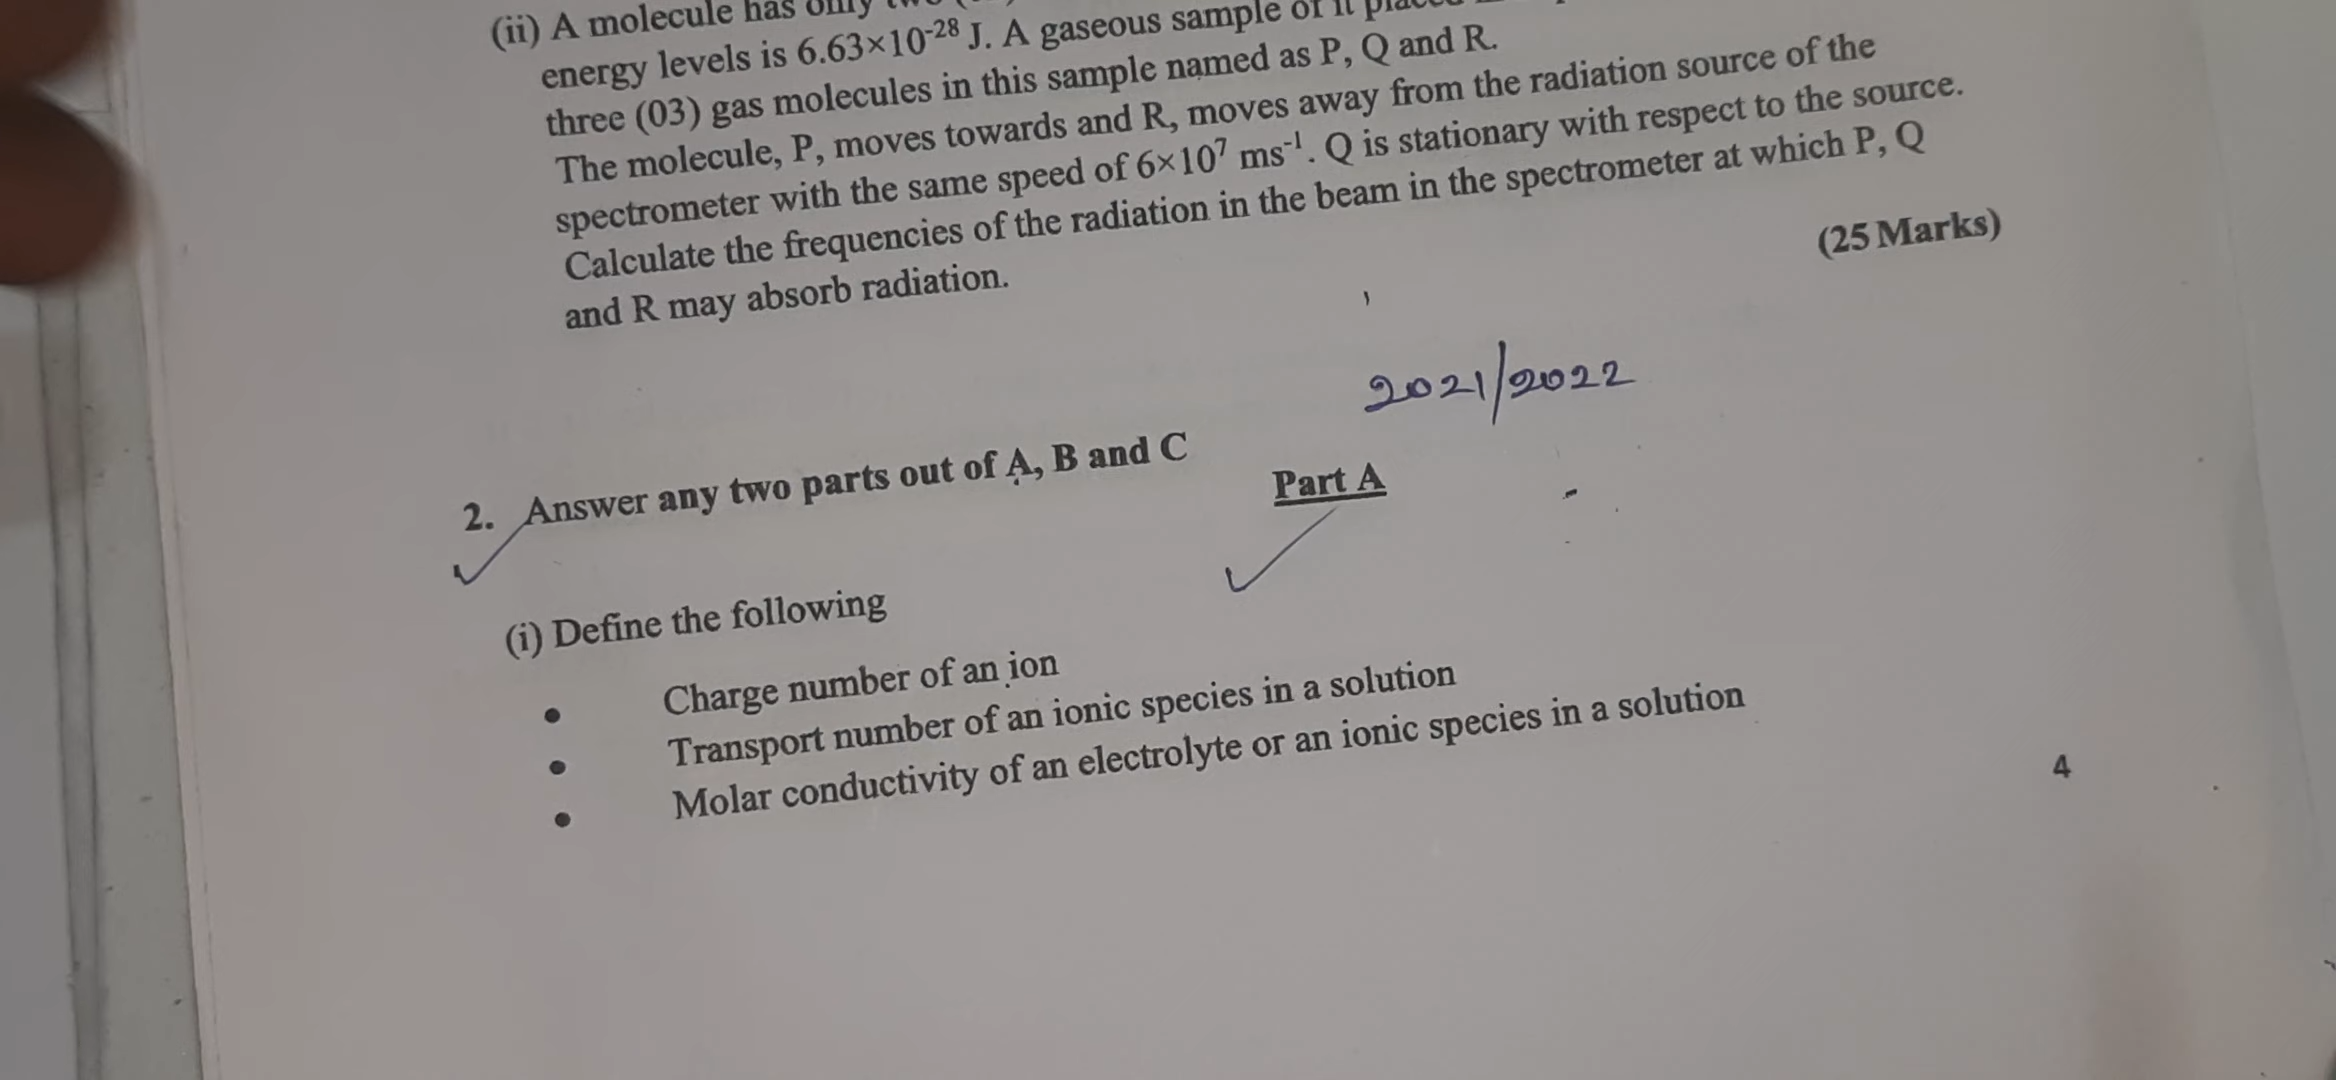 (ii) A molecule has only
energy levels is 6.63×10⁻²⁸ J. A gaseous sample of it
three (03) gas molecules in this sample named as P, Q and R.
The molecule, P, moves towards and R, moves away from the radiation source of the
spectrometer with the same speed of 6×10⁷ ms⁻¹. Q is stationary with respect to the source.
Calculate the frequencies of the radiation in the beam in the spectrometer at which P, Q
and R may absorb radiation.
(25 Marks)
2021/2022
2. Answer any two parts out of A, B and C
Part A
(i) Define the following
• Charge number of an ion
• Transport number of an ionic species in a solution
• Molar conductivity of an electrolyte or an ionic species in a solution
4